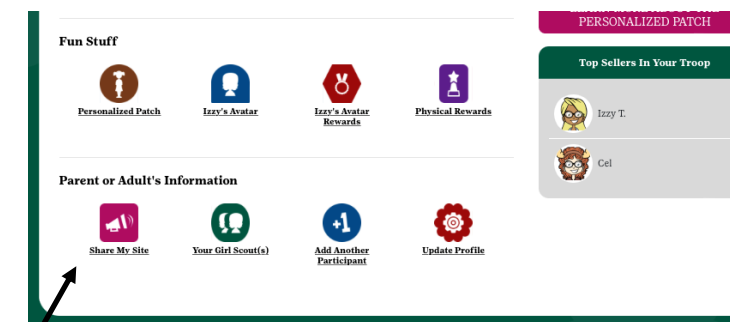 PERSONALIZED PATCH
Fun Stuff
Top Sellers In Your Troop
Personalized Patch
Izzy's Avatar
Izzy's Avatar
Rewards
Physical Rewards
Izzy T.
Cel
Parent or Adult's Information
+1
Share My Site
Your Girl Scout(s)
Add Another
Participant
Update Profile